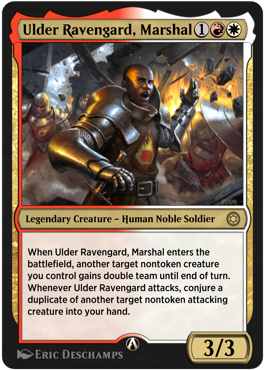 Ulder Ravengard, Marshal 1
Legendary Creature – Human Noble Soldier
When Ulder Ravengard, Marshal enters the
battlefield, another target nontoken creature
you control gains double team until end of turn.
Whenever Ulder Ravengard attacks, conjure a
duplicate of another target nontoken attacking
creature into your hand.
3/3
Eric Deschamps